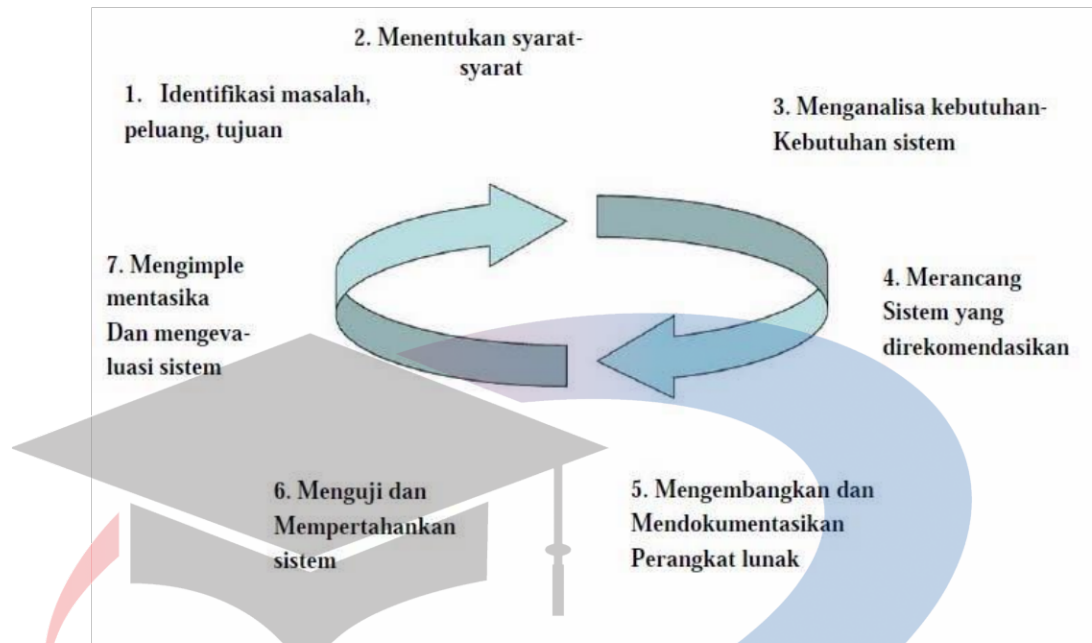 1. Identifikasi masalah,
peluang, tujuan
2. Menentukan syarat-
syarat
3. Menganalisa kebutuhan-
Kebutuhan sistem
4. Merancang
Sistem yang
direkomendasikan
5. Mengembangkan dan
Mendokumentasikan
Perangkat lunak
6. Menguji dan
Mempertahankan
sistem
7. Mengimple
mentasika
Dan mengeva-
luasi sistem